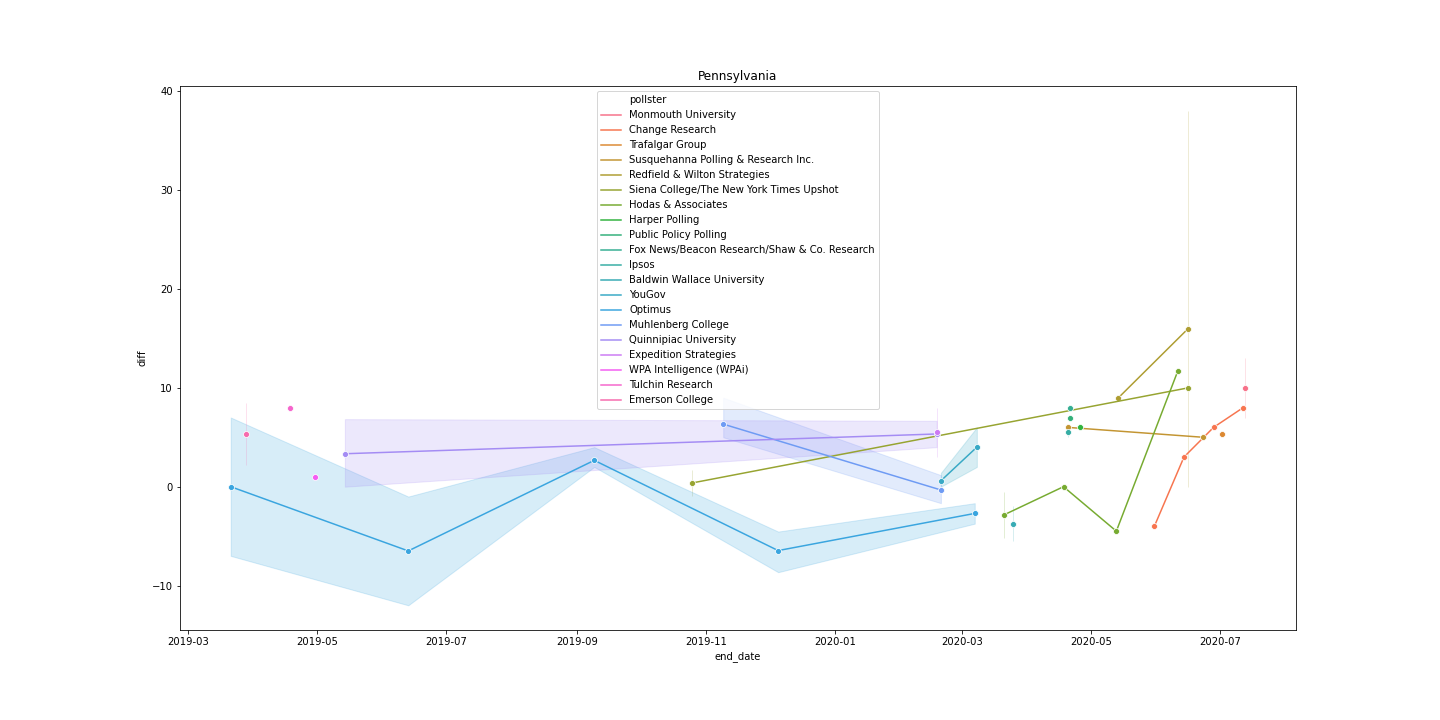 Pennsylvania
40
30
20
10
0
−10
diff
pollster
Monmouth University
Change Research
Trafalgar Group
Susquehanna Polling & Research Inc.
Redfield & Wilton Strategies
Siena College/The New York Times Upshot
Hodas & Associates
Harper Polling
Public Policy Polling
Fox News/Beacon Research/Shaw & Co. Research
Ipsos
Baldwin Wallace University
YouGov
Optimus
Muhlenberg College
Quinnipiac University
Expedition Strategies
WPA Intelligence (WPAi)
Tulchin Research
Emerson College
2019-03 2019-05 2019-07 2019-09 2019-11 2020-01 2020-03 2020-05 2020-07
end_date